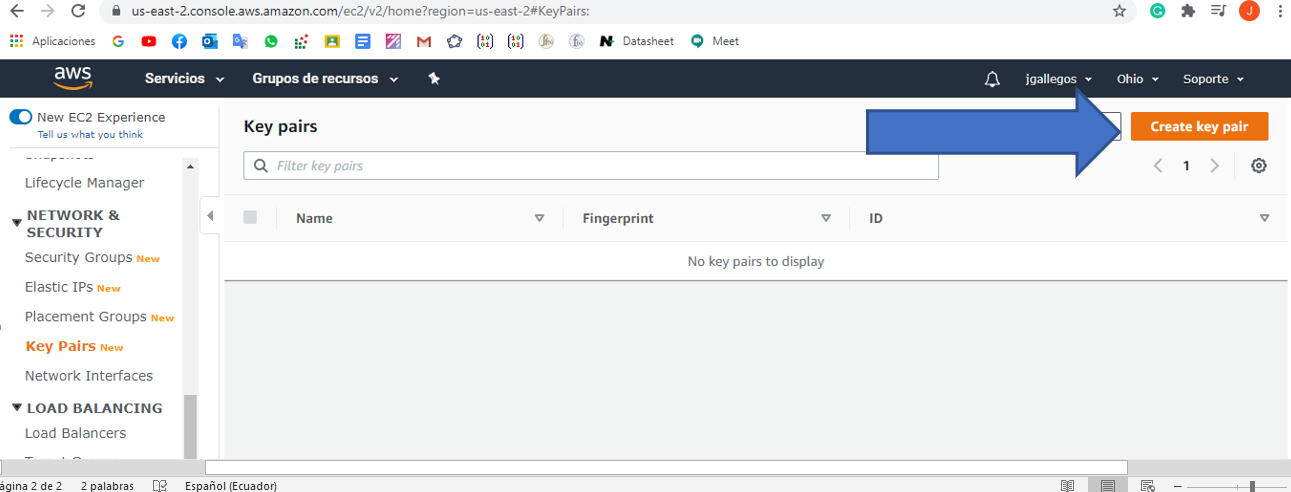 us-east-2.console.aws.amazon.com/ec2/v2/home?region=us-east-2#KeyPairs:
Aplicaciones Datasheet Meet
aws Servicios Grupos de recursos jgallegos Ohio Soporte
New EC2 Experience
Tell us what you think
Key pairs
Create key pair
Filter key pairs
1
Lifecycle Manager
NETWORK &
SECURITY
Security Groups New
Elastic IPs New
Placement Groups New
Key Pairs New
Network Interfaces
LOAD BALANCING
Load Balancers
Name Fingerprint ID
No key pairs to display
ágina 2 de 2 2 palabras Español (Ecuador)